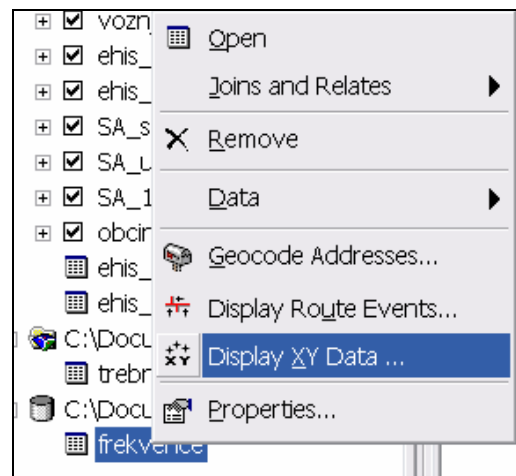 vozn
ehis_
ehis_
SA_s
SA_u
SA_1
obcin
ehis_
ehis_
C:\Docu
trebn
C:\Docu
frekvence
Open
Joins and Relates
Remove
Data
Geocode Addresses...
Display Route Events...
Display XY Data ...
Properties...